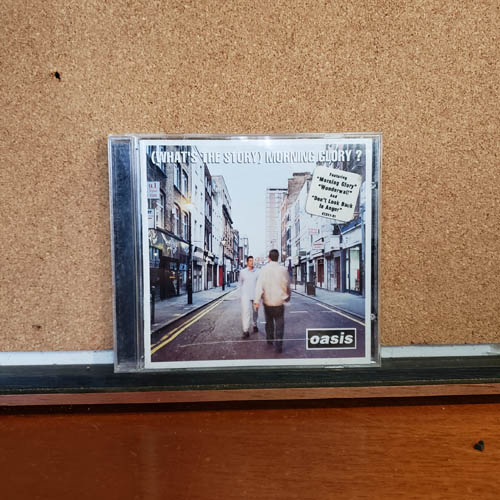 (WHAT'S THE STORY) MORNING GLORY ?
Featuring
"Morning Glory"
"Wonderwall"
And
"Don't Look Back
In Anger"
oasis